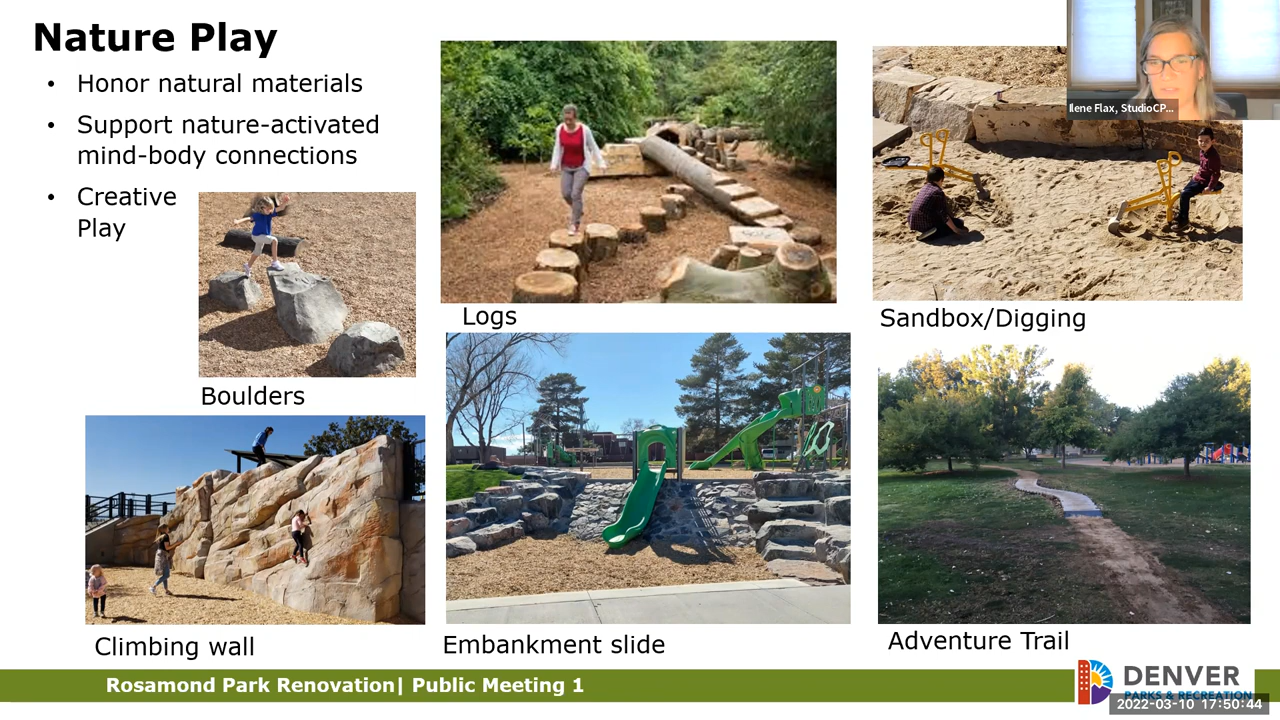 Nature Play
• Honor natural materials
• Support nature-activated
mind-body connections
• Creative
Play
Boulders
Logs
Ilene Flax, StudioCP...
Sandbox/Digging
Climbing wall
Embankment slide
Adventure Trail
Rosamond Park Renovation| Public Meeting 1
DENVER
PARKS & RECREATION
2022-03-10 17:50:44